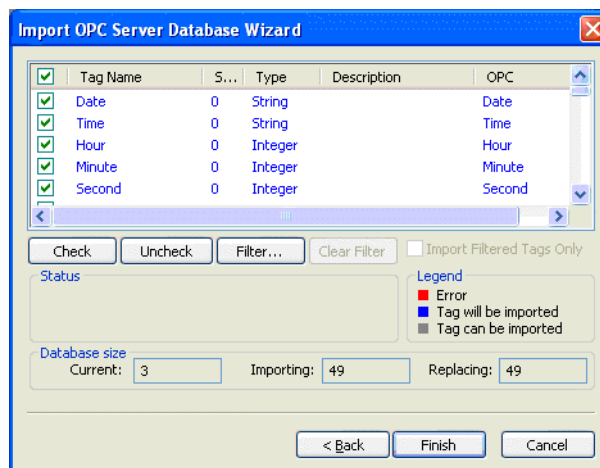 Import OPC Server Database Wizard
Tag Name S... Type Description OPC
Date 0 String Date
Time 0 String Time
Hour 0 Integer Hour
Minute 0 Integer Minute
Second 0 Integer Second
Check Uncheck Filter... Clear Filter Import Filtered Tags Only
Status
Legend
Error
Tag will be imported
Tag can be imported
Database size
Current: 3 Importing: 49 Replacing: 49
< Back Finish Cancel